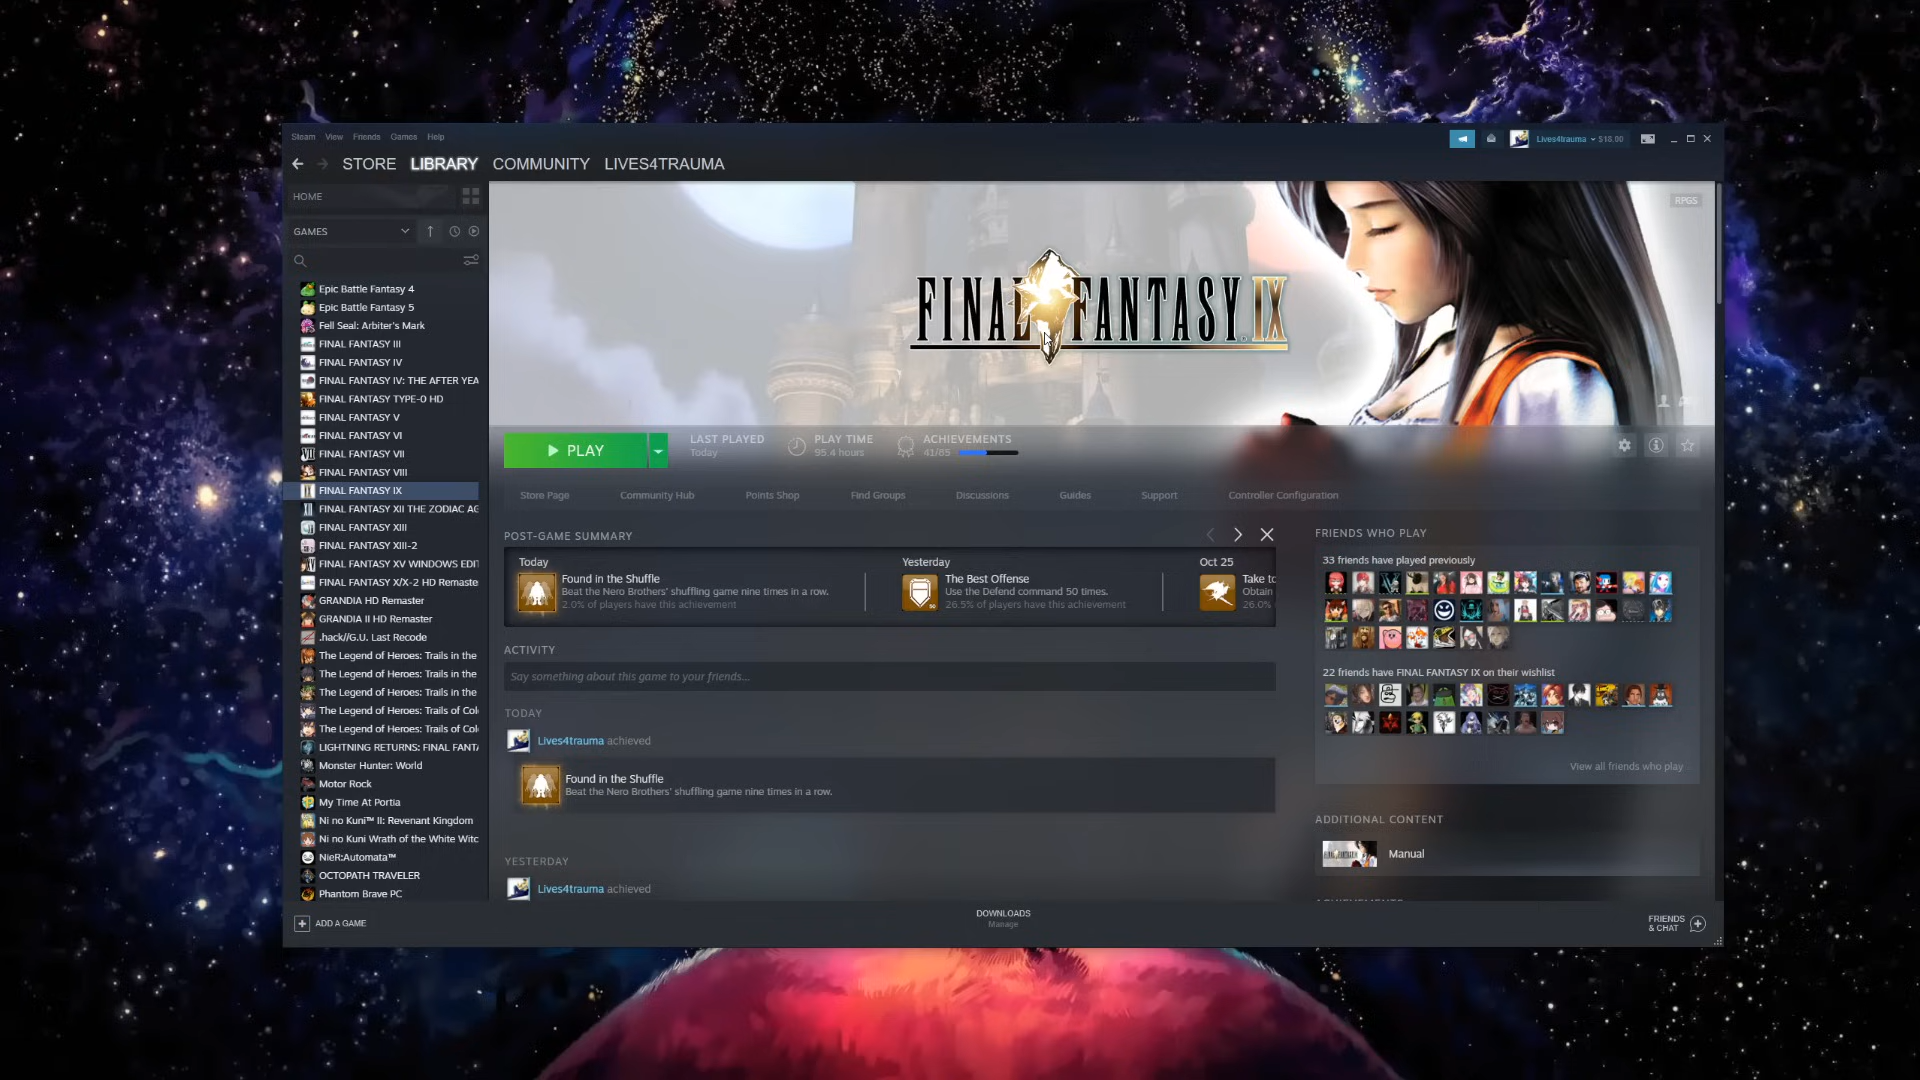 Steam View Friends Games Help
Lives4trauma $18.00
STORE LIBRARY COMMUNITY LIVES4TRAUMA
HOME
GAMES
Epic Battle Fantasy 4
Epic Battle Fantasy 5
Fell Seal: Arbiter's Mark
FINAL FANTASY III
FINAL FANTASY IV
FINAL FANTASY IV: THE AFTER YEA
FINAL FANTASY TYPE-0 HD
FINAL FANTASY V
FINAL FANTASY VI
FINAL FANTASY VII
FINAL FANTASY VIII
FINAL FANTASY IX
FINAL FANTASY XII THE ZODIAC AG
FINAL FANTASY XIII
FINAL FANTASY XIII-2
FINAL FANTASY XV WINDOWS EDIT
FINAL FANTASY X/X-2 HD Remaste
GRANDIA HD Remaster
GRANDIA II HD Remaster
.hack//G.U. Last Recode
The Legend of Heroes: Trails in the
The Legend of Heroes: Trails in the
The Legend of Heroes: Trails in the
The Legend of Heroes: Trails of Col
The Legend of Heroes: Trails of Col
LIGHTNING RETURNS: FINAL FANTA
Monster Hunter: World
Motor Rock
My Time At Portia
Ni no Kuni™ II: Revenant Kingdom
Ni no Kuni Wrath of the White Witc
NieR:Automata™
OCTOPATH TRAVELER
Phantom Brave PC
ADD A GAME
RPGS
FINAL FANTASY IX
PLAY
LAST PLAYED
Today
PLAY TIME
95.4 hours
ACHIEVEMENTS
41/85
Store Page Community Hub Points Shop Find Groups Discussions Guides Support Controller Configuration
POST-GAME SUMMARY
Today
Found in the Shuffle
Beat the Nero Brothers' shuffling game nine times in a row.
2.0% of players have this achievement
Yesterday
The Best Offense
Use the Defend command 50 times.
26.5% of players have this achievement
50
Oct 25
Take to
Obtain
26.0%
ACTIVITY
Say something about this game to your friends...
TODAY
Lives4trauma achieved
Found in the Shuffle
Beat the Nero Brothers' shuffling game nine times in a row.
YESTERDAY
Lives4trauma achieved
FRIENDS WHO PLAY
33 friends have played previously
22 friends have FINAL FANTASY IX on their wishlist
View all friends who play
ADDITIONAL CONTENT
Manual
DOWNLOADS
Manage
FRIENDS
& CHAT